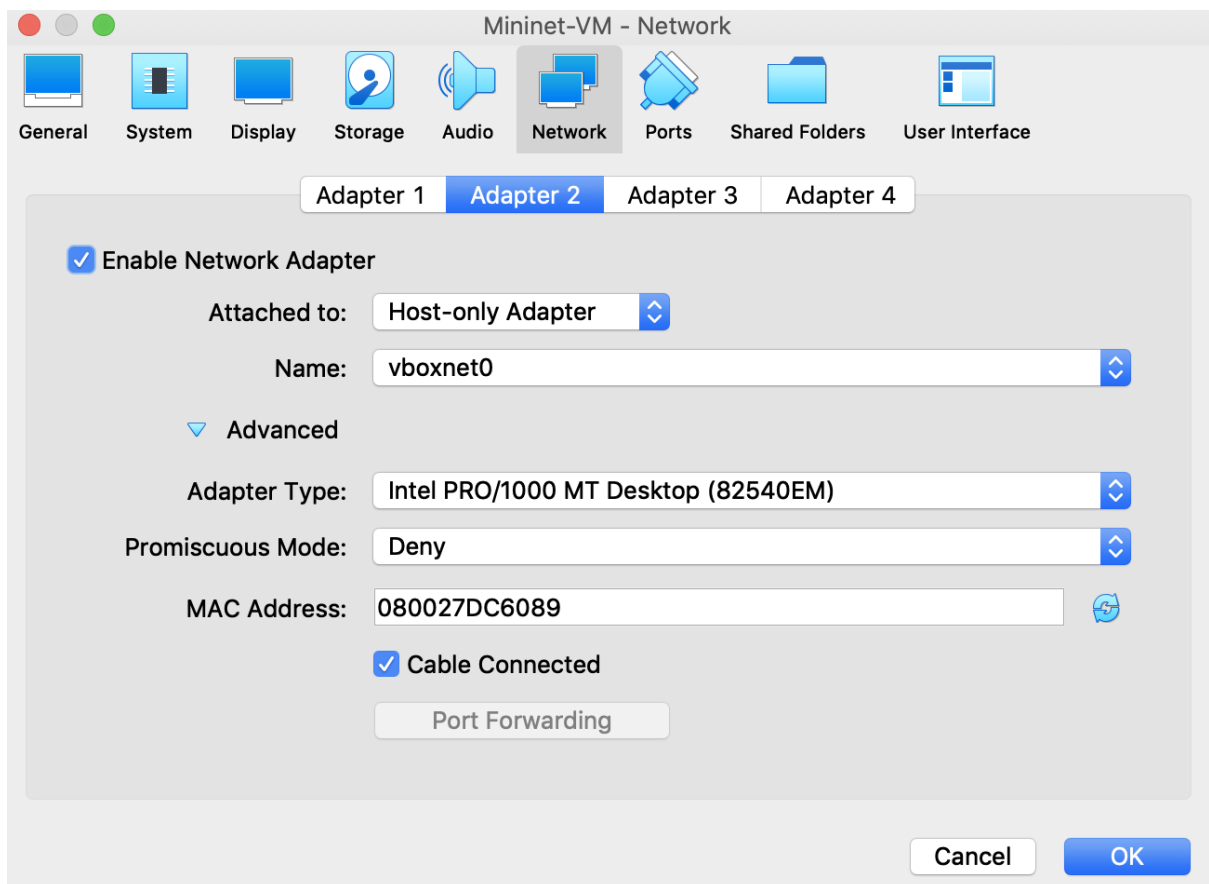 Mininet-VM - Network
General System Display Storage Audio Network Ports Shared Folders User Interface
Adapter 1 Adapter 2 Adapter 3 Adapter 4
Enable Network Adapter
Attached to: Host-only Adapter
Name: vboxnet0
Advanced
Adapter Type: Intel PRO/1000 MT Desktop (82540EM)
Promiscuous Mode: Deny
MAC Address: 080027DC6089
Cable Connected
Port Forwarding
Cancel OK